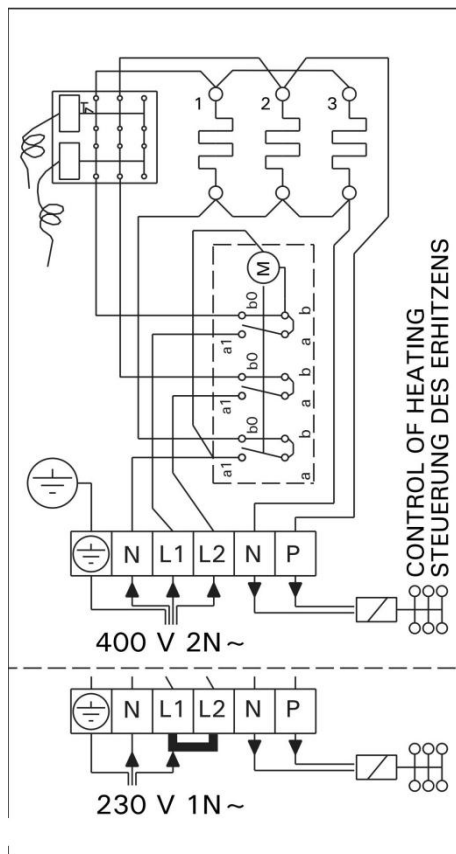 1 2 3
M
b0 b
a1 a
b0 b
a1 a
b0 b
a1 a
CONTROL OF HEATING
STEUERUNG DES ERHITZENS
N L1 L2 N P
400 V 2N ~
N L1 L2 N P
230 V 1N ~